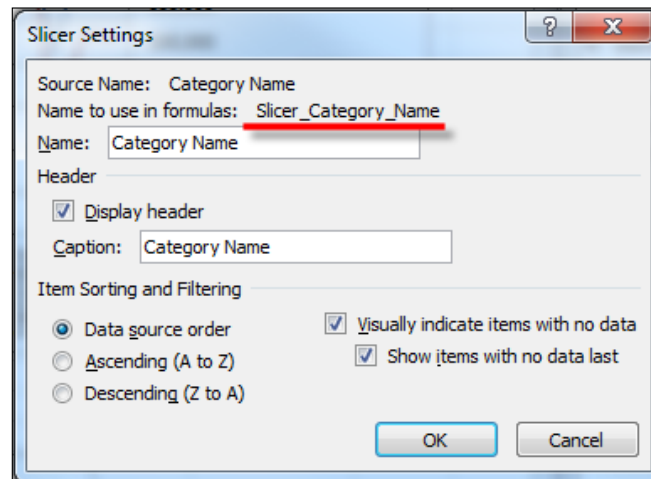 Slicer Settings
Source Name: Category Name
Name to use in formulas: Slicer_Category_Name
Name: Category Name
Header
Display header
Caption: Category Name
Item Sorting and Filtering
Data source order
Visually indicate items with no data
Ascending (A to Z)
Show items with no data last
Descending (Z to A)
OK Cancel